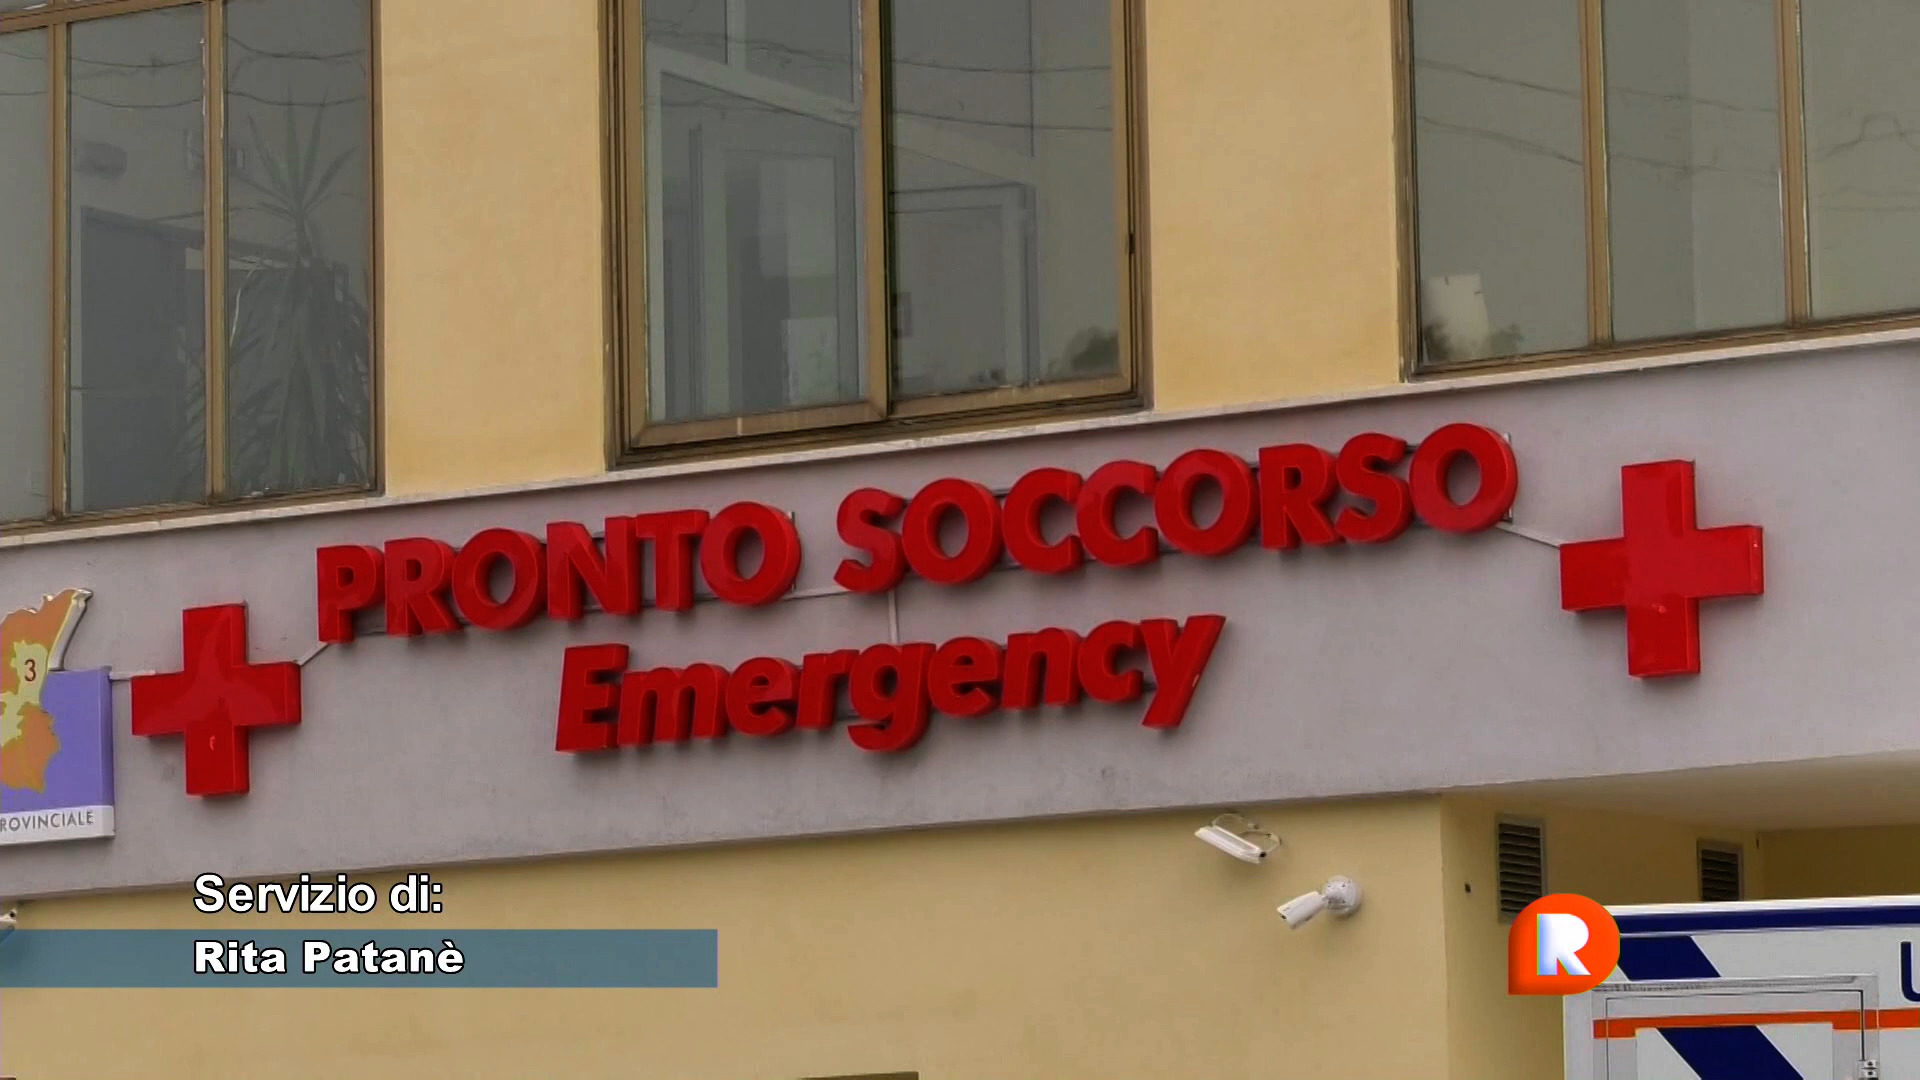 PRONTO SOCCORSO
Emergency
3
ROVINCIALE
Servizio di:
Rita Patanè
R
U